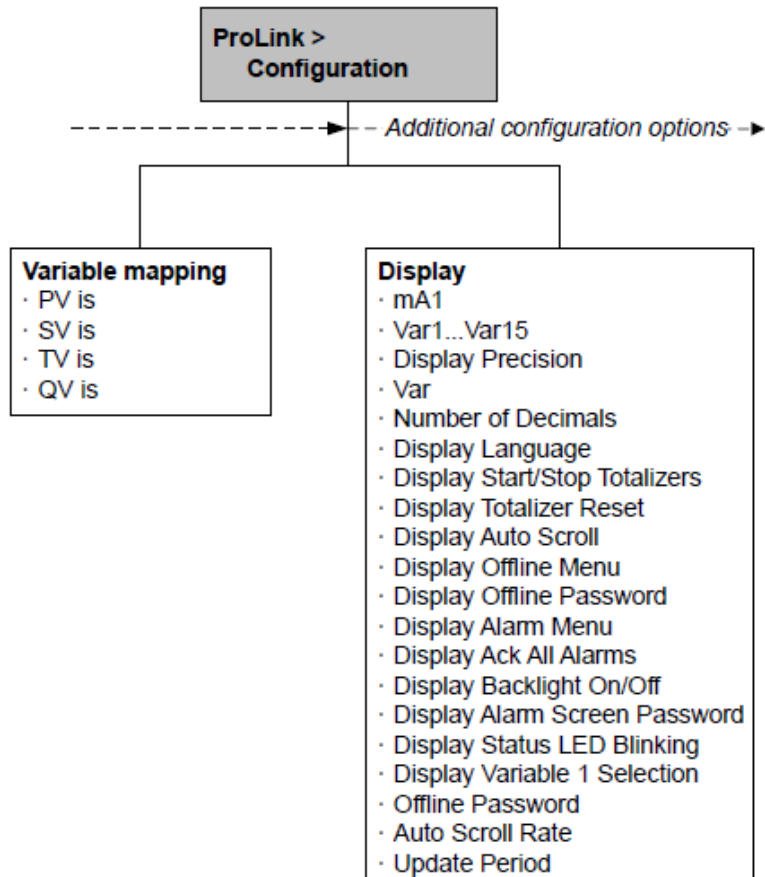 ProLink >
Configuration
Additional configuration options
Variable mapping
· PV is
· SV is
· TV is
· QV is
Display
· mA1
· Var1...Var15
· Display Precision
· Var
· Number of Decimals
· Display Language
· Display Start/Stop Totalizers
· Display Totalizer Reset
· Display Auto Scroll
· Display Offline Menu
· Display Offline Password
· Display Alarm Menu
· Display Ack All Alarms
· Display Backlight On/Off
· Display Alarm Screen Password
· Display Status LED Blinking
· Display Variable 1 Selection
· Offline Password
· Auto Scroll Rate
· Update Period